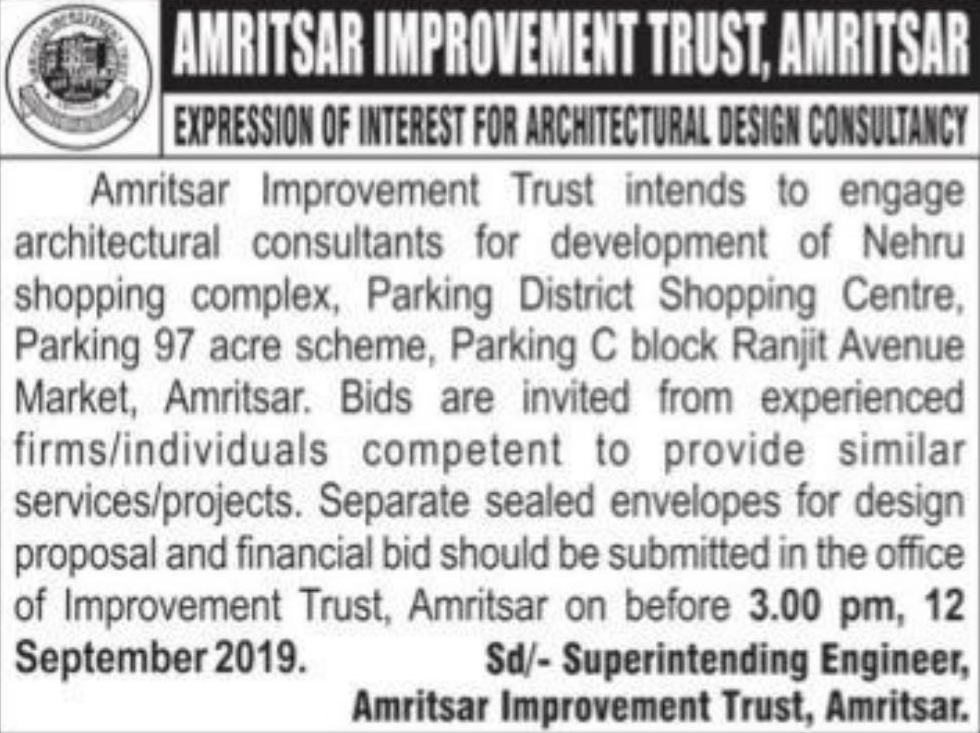 AMRITSAR IMPROVEMENT TRUST, AMRITSAR
EXPRESSION OF INTEREST FOR ARCHITECTURAL DESIGN CONSULTANCY
Amritsar Improvement Trust intends to engage
architectural consultants for development of Nehru
shopping complex, Parking District Shopping Centre,
Parking 97 acre scheme, Parking C block Ranjit Avenue
Market, Amritsar. Bids are invited from experienced
firms/individuals competent to provide similar
services/projects. Separate sealed envelopes for design
proposal and financial bid should be submitted in the office
of Improvement Trust, Amritsar on before 3.00 pm, 12
September 2019. Sd/- Superintending Engineer,
Amritsar Improvement Trust, Amritsar.